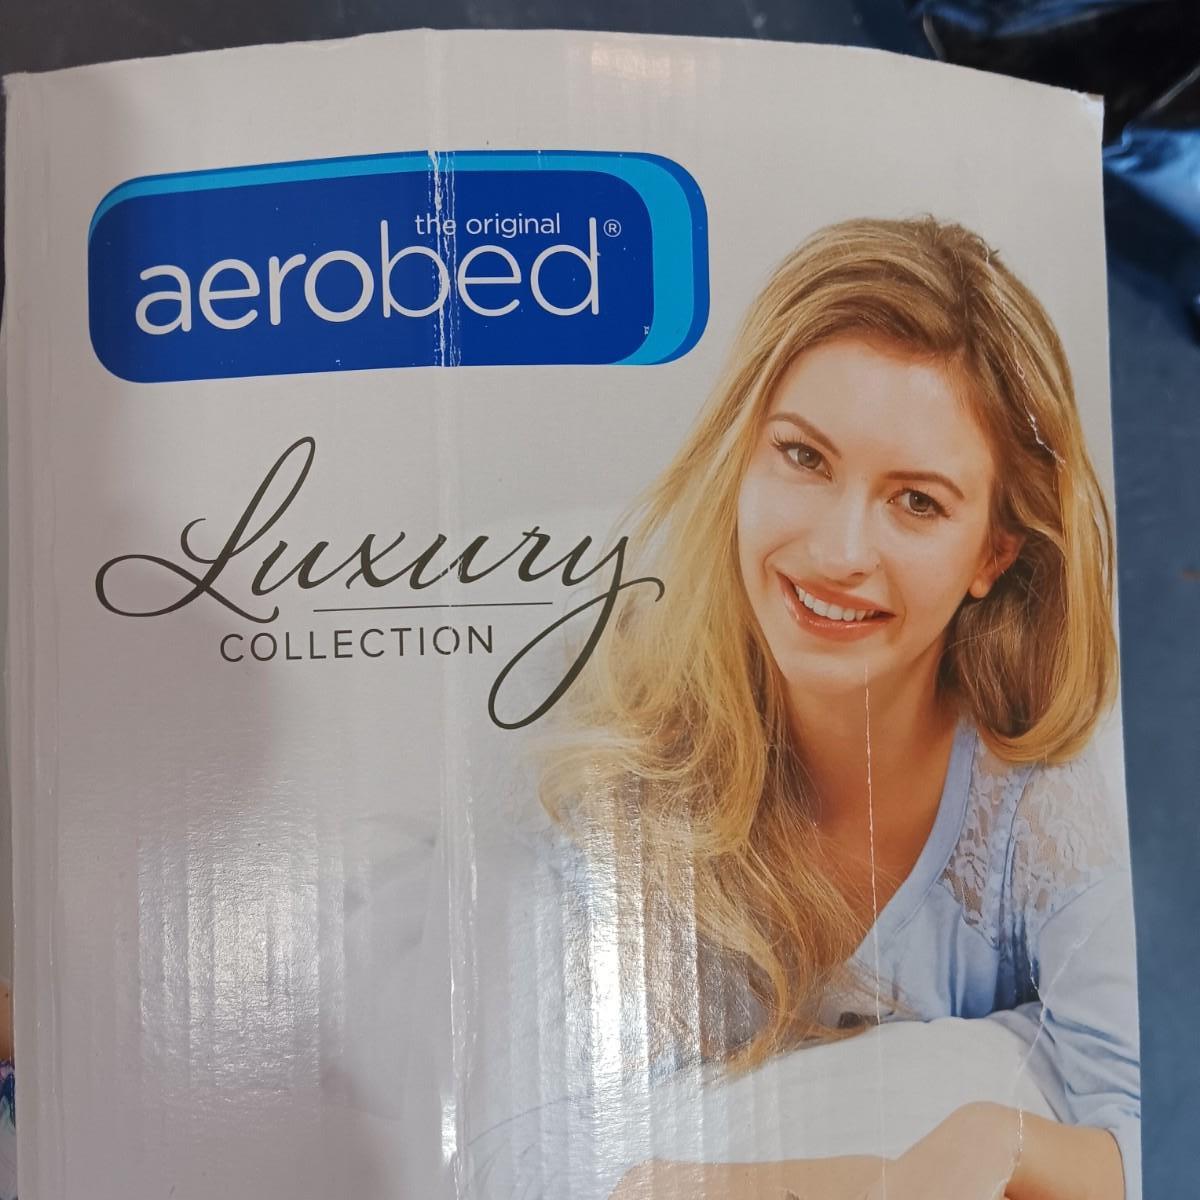 the original
aerobed®
Luxury
COLLECTION